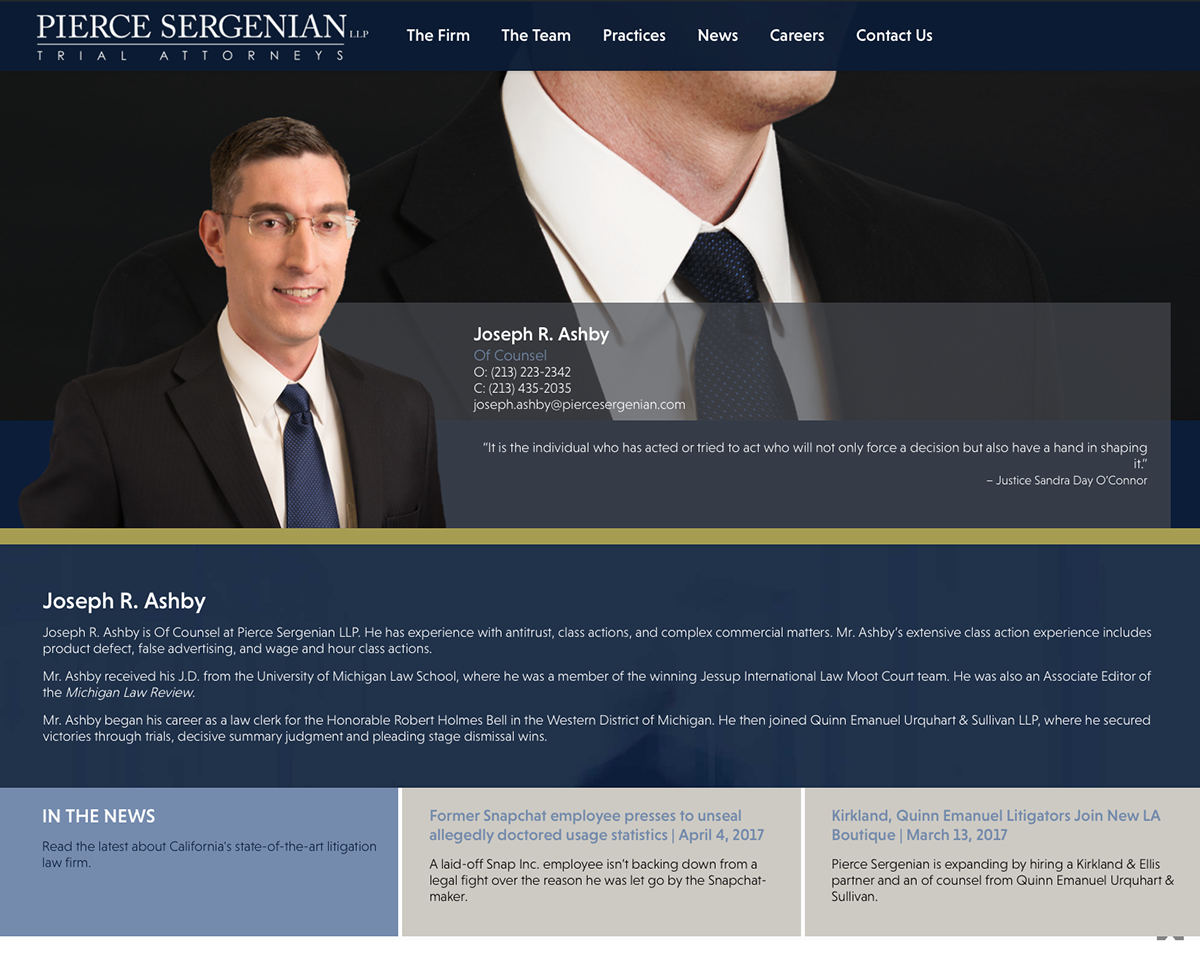 PIERCE SERGENIAN LLP
TRIAL ATTORNEYS
The Firm The Team Practices News Careers Contact Us
Joseph R. Ashby
Of Counsel
O: (213) 223-2342
C: (213) 435-2035
joseph.ashby@piercesergenian.com
“It is the individual who has acted or tried to act who will not only force a decision but also have a hand in shaping
it.”
– Justice Sandra Day O’Connor
Joseph R. Ashby
Joseph R. Ashby is Of Counsel at Pierce Sergenian LLP. He has experience with antitrust, class actions, and complex commercial matters. Mr. Ashby’s extensive class action experience includes
product defect, false advertising, and wage and hour class actions.
Mr. Ashby received his J.D. from the University of Michigan Law School, where he was a member of the winning Jessup International Law Moot Court team. He was also an Associate Editor of
the Michigan Law Review.
Mr. Ashby began his career as a law clerk for the Honorable Robert Holmes Bell in the Western District of Michigan. He then joined Quinn Emanuel Urquhart & Sullivan LLP, where he secured
victories through trials, decisive summary judgment and pleading stage dismissal wins.
IN THE NEWS
Read the latest about California's state-of-the-art litigation
law firm.
Former Snapchat employee presses to unseal
allegedly doctored usage statistics | April 4, 2017
A laid-off Snap Inc. employee isn’t backing down from a
legal fight over the reason he was let go by the Snapchat-
maker.
Kirkland, Quinn Emanuel Litigators Join New LA
Boutique | March 13, 2017
Pierce Sergenian is expanding by hiring a Kirkland & Ellis
partner and an of counsel from Quinn Emanuel Urquhart &
Sullivan.